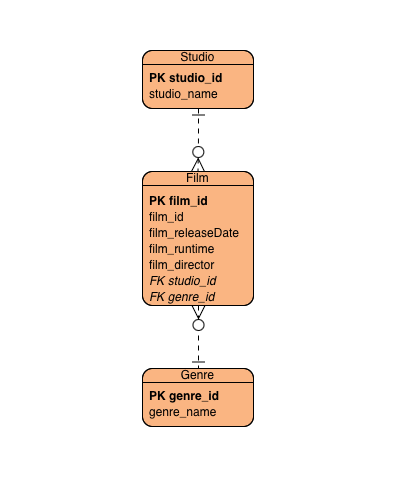 Studio
PK studio_id
studio_name
Film
PK film_id
film_id
film_releaseDate
film_runtime
film_director
FK studio_id
FK genre_id
Genre
PK genre_id
genre_name